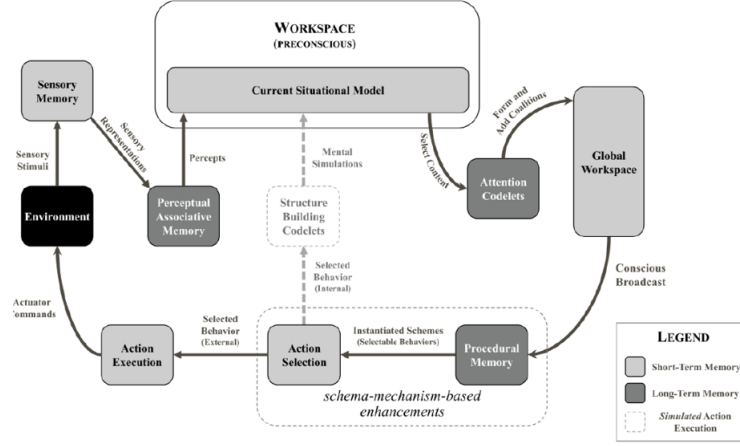 WORKSPACE
(PRECONSCIOUS)
Current Situational Model
Sensory
Memory
Sensory
Representations
Sensory
Stimuli
Percepts
Mental
Simulations
Select Content
Form and
Add Coalitions
Attention
Codelets
Global
Workspace
Environment
Perceptual
Associative
Memory
Structure
Building
Codelets
Selected
Behavior
(Internal)
Conscious
Broadcast
Actuator
Commands
Action
Execution
Selected
Behavior
(External)
Action
Selection
Instantiated Schemes
(Selectable Behaviors)
Procedural
Memory
schema-mechanism-based
enhancements
LEGEND
Short-Term Memory
Long-Term Memory
Simulated Action
Execution